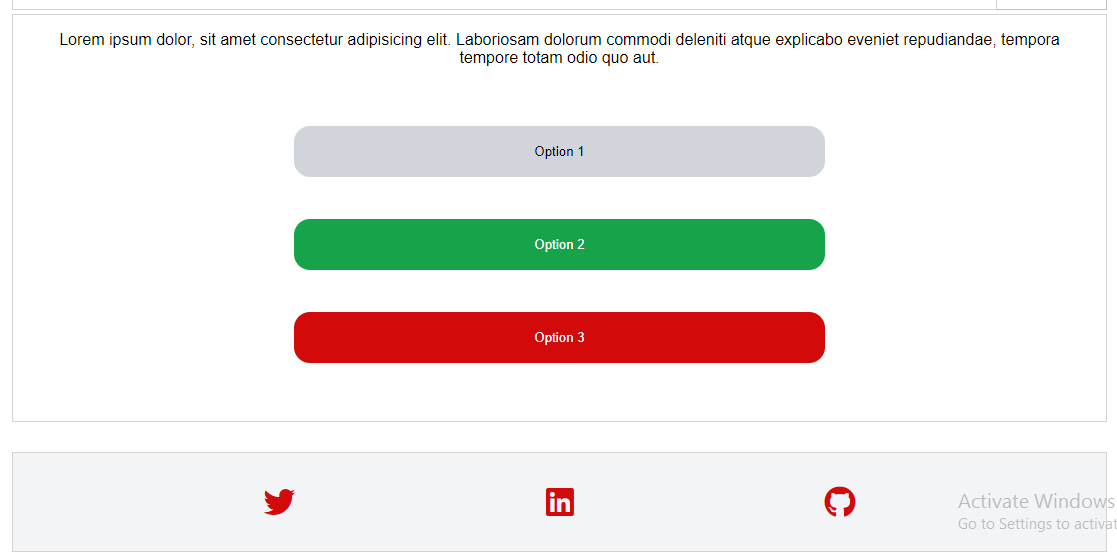 Lorem ipsum dolor, sit amet consectetur adipisicing elit. Laboriosam dolorum commodi deleniti atque explicabo eveniet repudiandae, tempora
tempore totam odio quo aut.
Option 1
Option 2
Option 3
in
Activate Windows
Go to Settings to activat